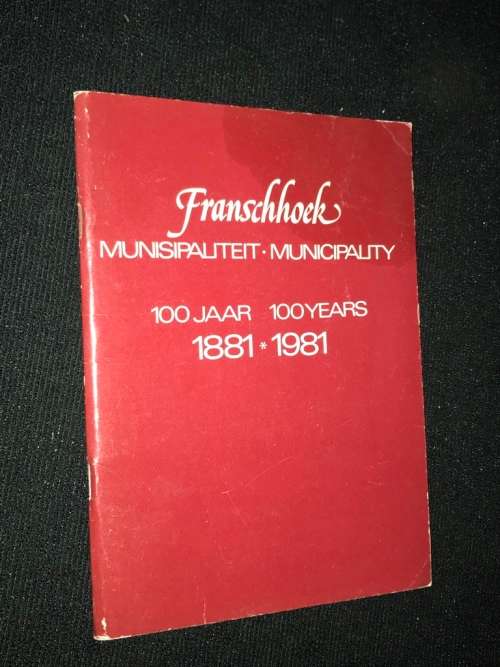 Franschhoek
MUNISIPALITEIT · MUNICIPALITY
100 JAAR 100 YEARS
1881 * 1981